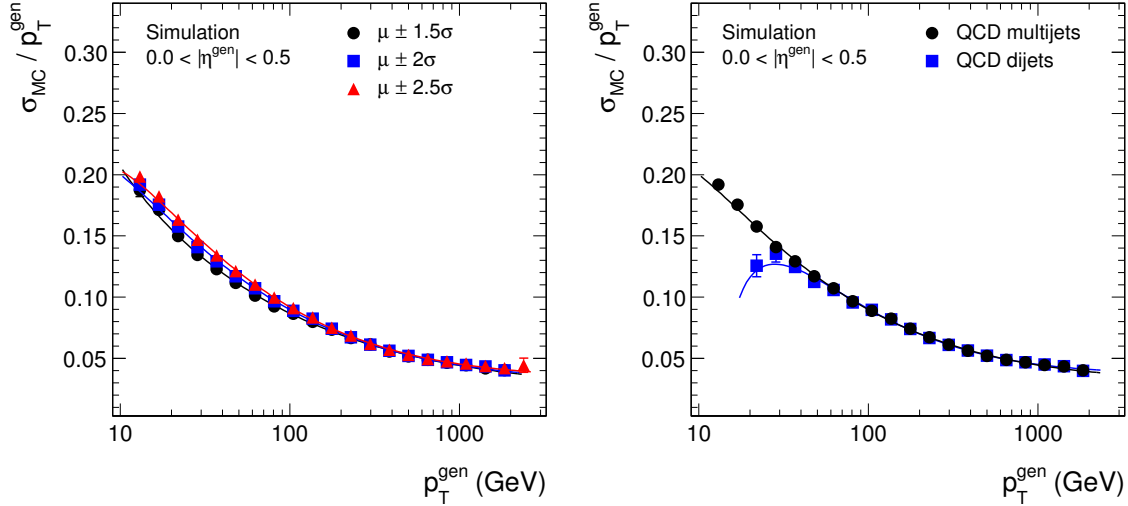 σ_MC / p_T^gen
Simulation
0.0 < |η^gen| < 0.5
μ ± 1.5σ
μ ± 2σ
μ ± 2.5σ
0.30
0.25
0.20
0.15
0.10
0.05
10
100
1000
p_T^gen (GeV)
σ_MC / p_T^gen
Simulation
0.0 < |η^gen| < 0.5
QCD multijets
QCD dijets
0.30
0.25
0.20
0.15
0.10
0.05
10
100
1000
p_T^gen (GeV)